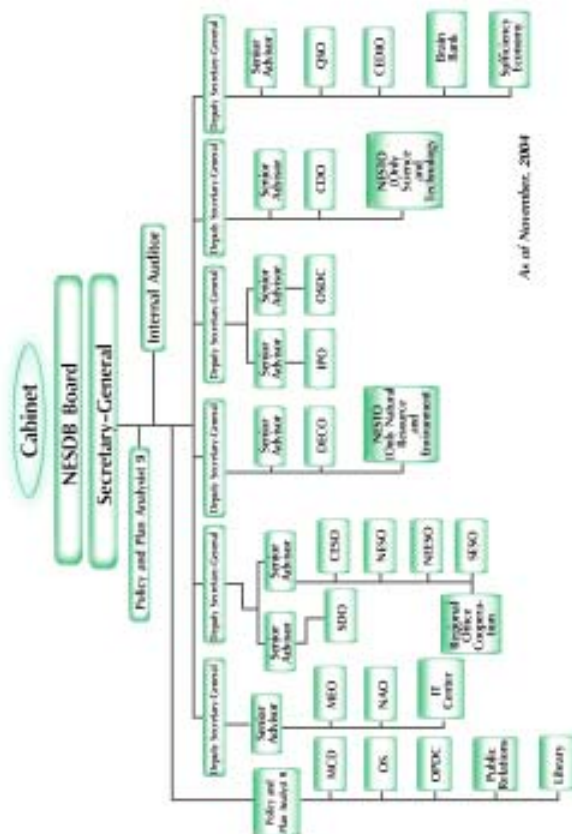 Cabinet
NESDB Board
Secretary-General
Policy and Plan Analysist 9
Internal Auditor
Policy and
Plan Analyst 8
MCD
OS
OPDC
Public
Relations
Library
Deputy Secretary-General
Senior
Advisor
MEO
NAO
IT
Center
Deputy Secretary-General
Senior
Advisor
SDO
Senior
Advisor
CESO
NESO
NEESO
SESO
Regional
Office
Coopera-
tion
Deputy Secretary-General
Senior
Advisor
DECO
NESTO
(Only Natural
Resource
and
Environment
Deputy Secretary-General
Senior
Advisor
IPO
Senior
Advisor
OSDC
Deputy Secretary-General
Senior
Advisor
CDO
NESTO
(Only
Science
and
Technology
Deputy Secretary-General
Senior
Advisor
QSO
CEDIO
Brain
Bank
Sufficiency
Economy
As of November, 2004